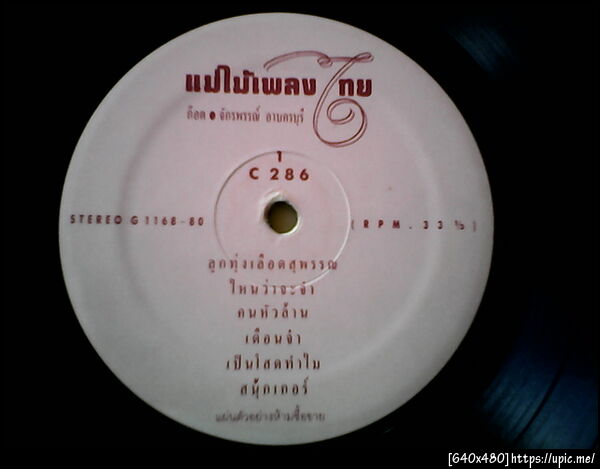 แม่ไม้เพลงไทย
ก๊อต ● จักรพรรณ์ อาบครบุรี
1
C 286
STEREO G 1168-80
( RPM. 33 ⅓ )
ลูกทุ่งเลือดสุพรรณ
ไหนว่าจะจำ
คนหัวล้าน
เดือนจำ
เป็นโสดทำไม
สนุ๊กเกอร์
แผ่นตัวอย่างห้ามซื้อขาย
[640x480]https://upic.me/